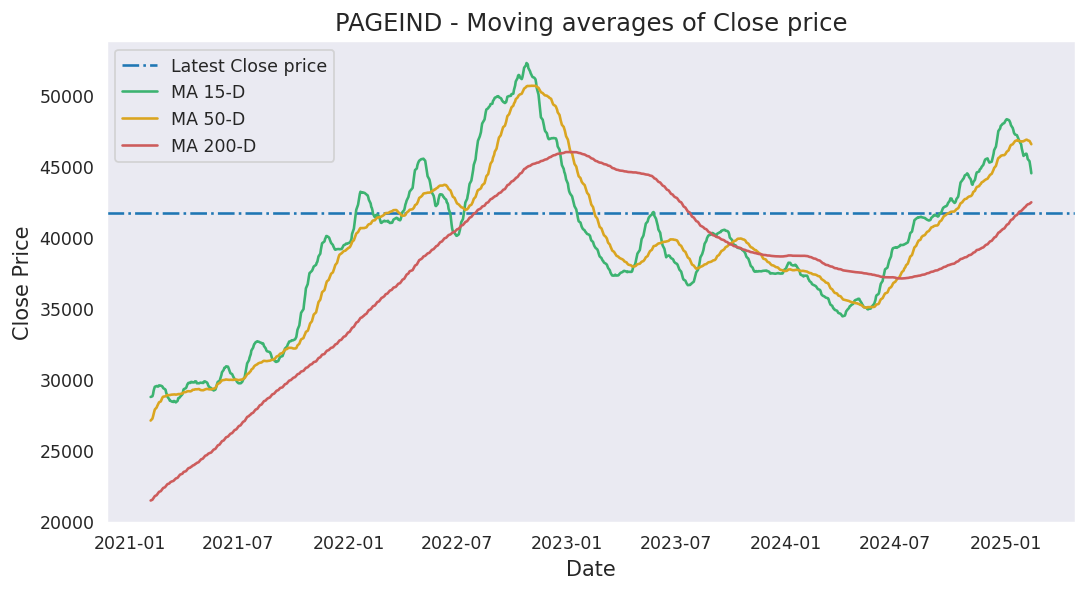 PAGEIND - Moving averages of Close price
Latest Close price
MA 15-D
MA 50-D
MA 200-D
Close Price
50000
45000
40000
35000
30000
25000
20000
2021-01 2021-07 2022-01 2022-07 2023-01 2023-07 2024-01 2024-07 2025-01
Date